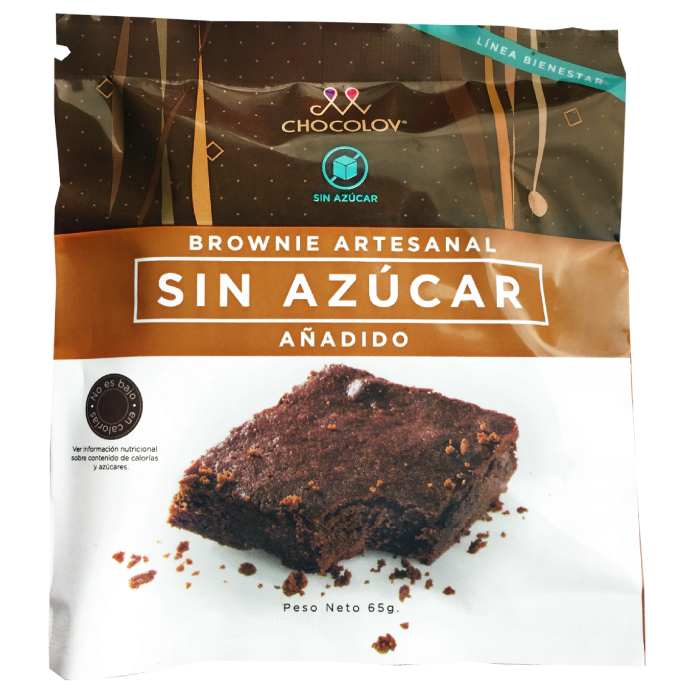 LÍNEA BIENESTAR
CHOCOLOV®
SIN AZÚCAR
BROWNIE ARTESANAL
SIN AZÚCAR
AÑADIDO
• No es bajo •
en calorías
Ver información nutricional
sobre contenido de calorías
y azúcares.
Peso Neto 65g.